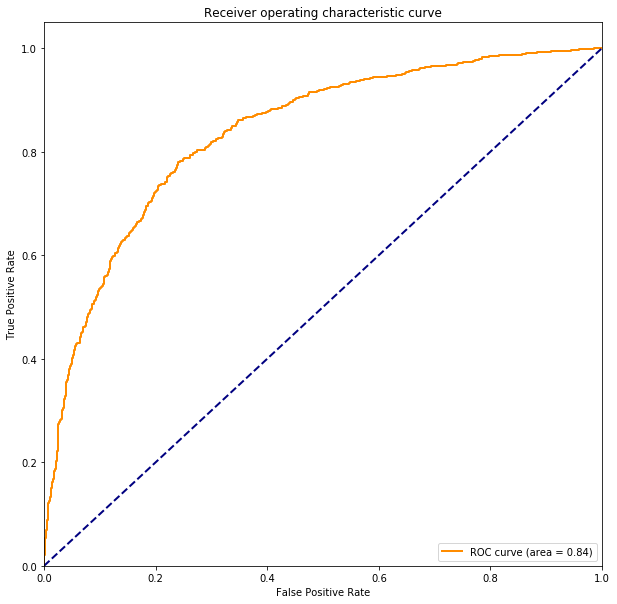 Receiver operating characteristic curve
True Positive Rate
1.0
0.8
0.6
0.4
0.2
0.0
ROC curve (area = 0.84)
0.0 0.2 0.4 0.6 0.8 1.0
False Positive Rate